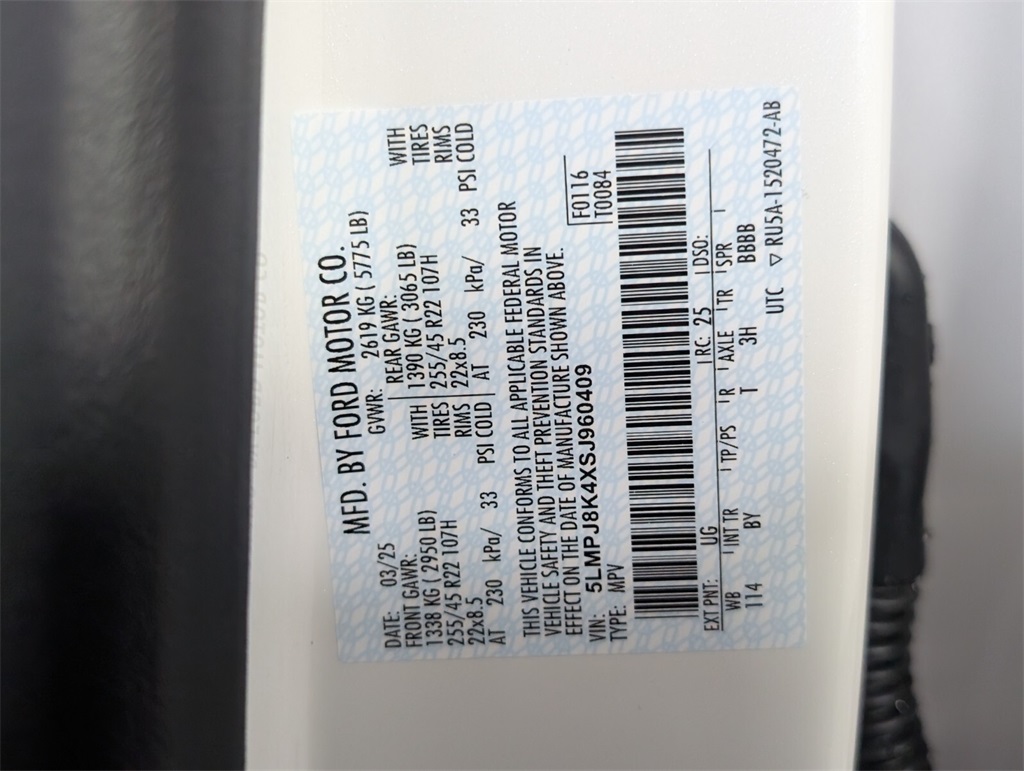 MFD. BY FORD MOTOR CO.
DATE: 03/25 GVWR: 2619 KG ( 5775 LB)
FRONT GAWR: REAR GAWR:
1338 KG ( 2950 LB) WITH 1390 KG ( 3065 LB) WITH
255/45 R22 107H TIRES 255/45 R22 107H TIRES
22x8.5 RIMS 22x8.5 RIMS
AT 230 kPa/ 33 PSI COLD AT 230 kPa/ 33 PSI COLD
THIS VEHICLE CONFORMS TO ALL APPLICABLE FEDERAL MOTOR
VEHICLE SAFETY AND THEFT PREVENTION STANDARDS IN
EFFECT ON THE DATE OF MANUFACTURE SHOWN ABOVE.
F0116
T0084
VIN: 5LMPJ8K4XSJ960409
TYPE: MPV
EXT PNT: UG RC: 25 DSO:
WB INT TR TP/PS R AXLE TR SPR
114 BY T 3H BBBB
UTC ▽ RU5A-1520472-AB